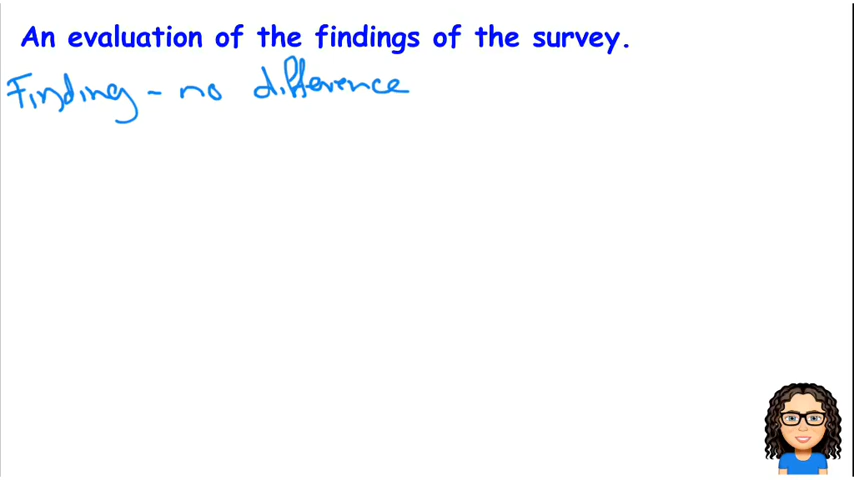 An evaluation of the findings of the survey.
Finding - no difference